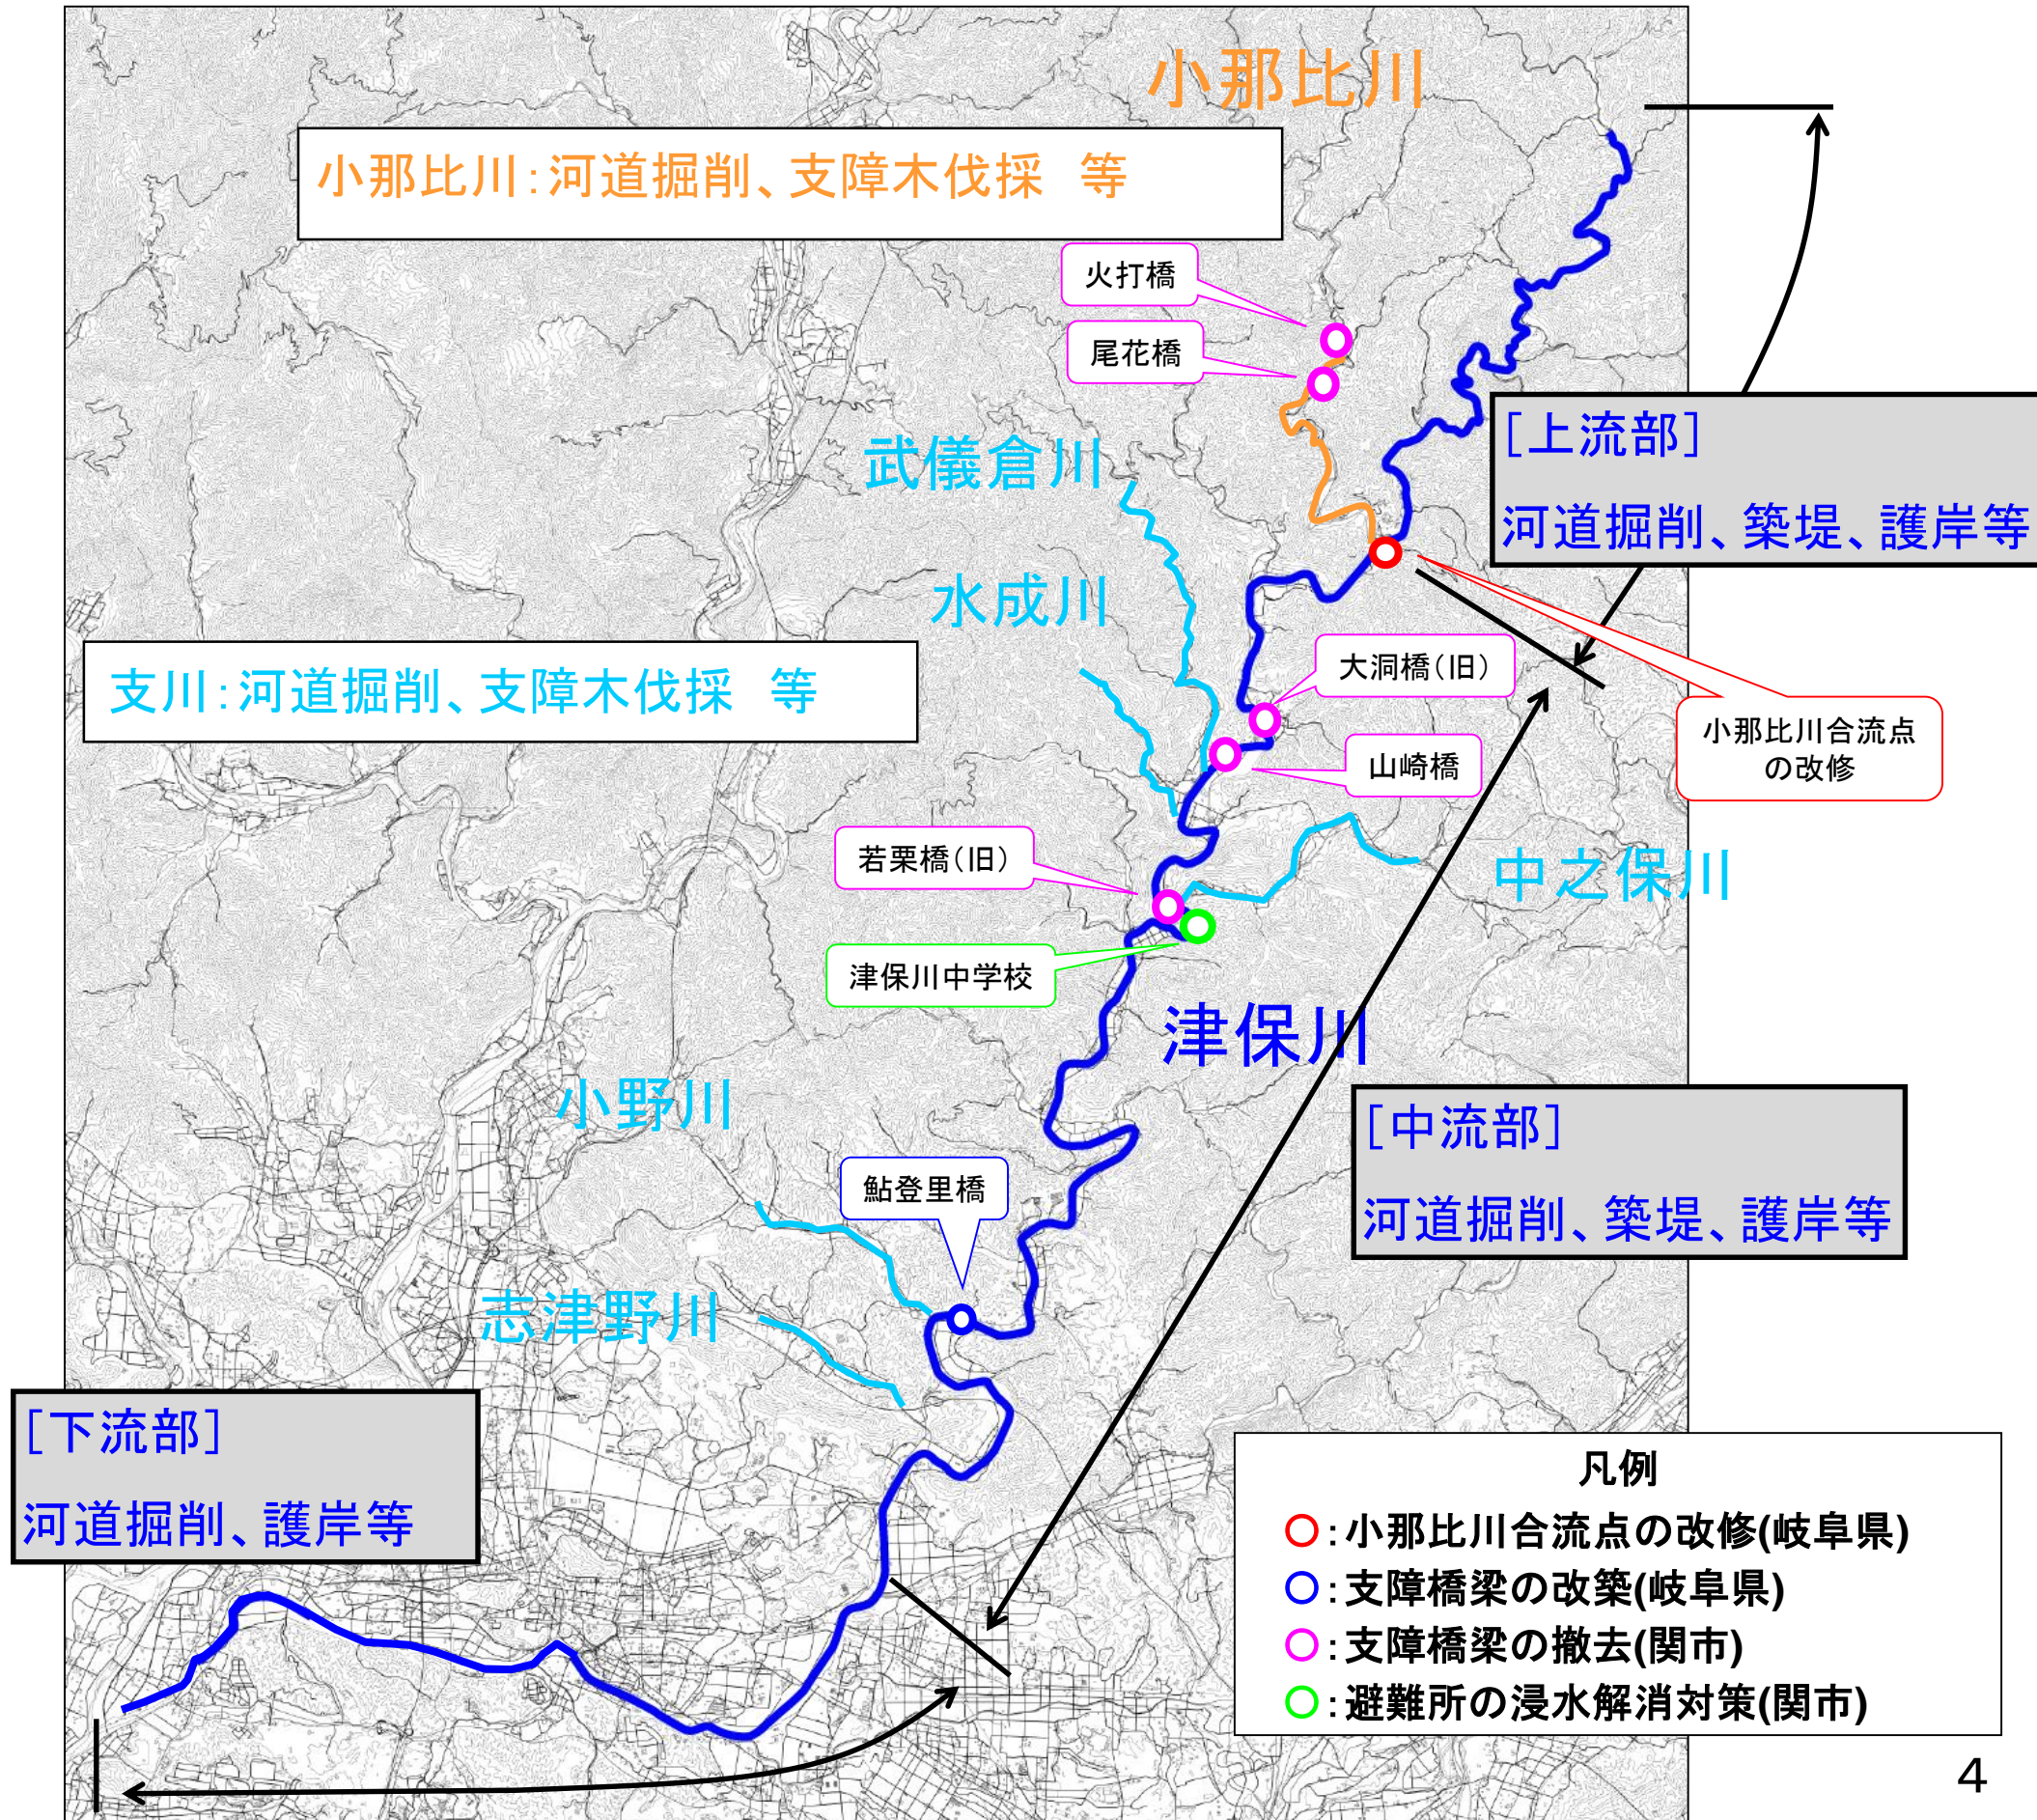 小那比川
小那比川：河道掘削、支障木伐採　等
火打橋
尾花橋
[上流部]
河道掘削、築堤、護岸等
武儀倉川
水成川
支川：河道掘削、支障木伐採　等
大洞橋（旧）
小那比川合流点
の改修
山崎橋
若栗橋（旧）
中之保川
津保川中学校
津保川
小野川
[中流部]
河道掘削、築堤、護岸等
鮎登里橋
志津野川
[下流部]
河道掘削、護岸等
凡例
○：小那比川合流点の改修(岐阜県)
○：支障橋梁の改築(岐阜県)
○：支障橋梁の撤去(関市)
○：避難所の浸水解消対策(関市)
4